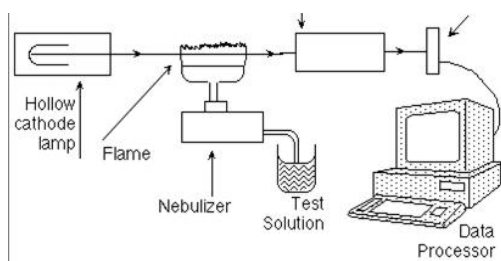 Hollow
cathode
lamp
Flame
Nebulizer
Test
Solution
Data
Processor